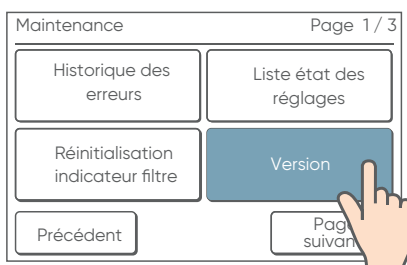 Maintenance Page 1 / 3
Historique des
erreurs
Liste état des
réglages
Réinitialisation
indicateur filtre
Version
Précédent
Pag
suivan